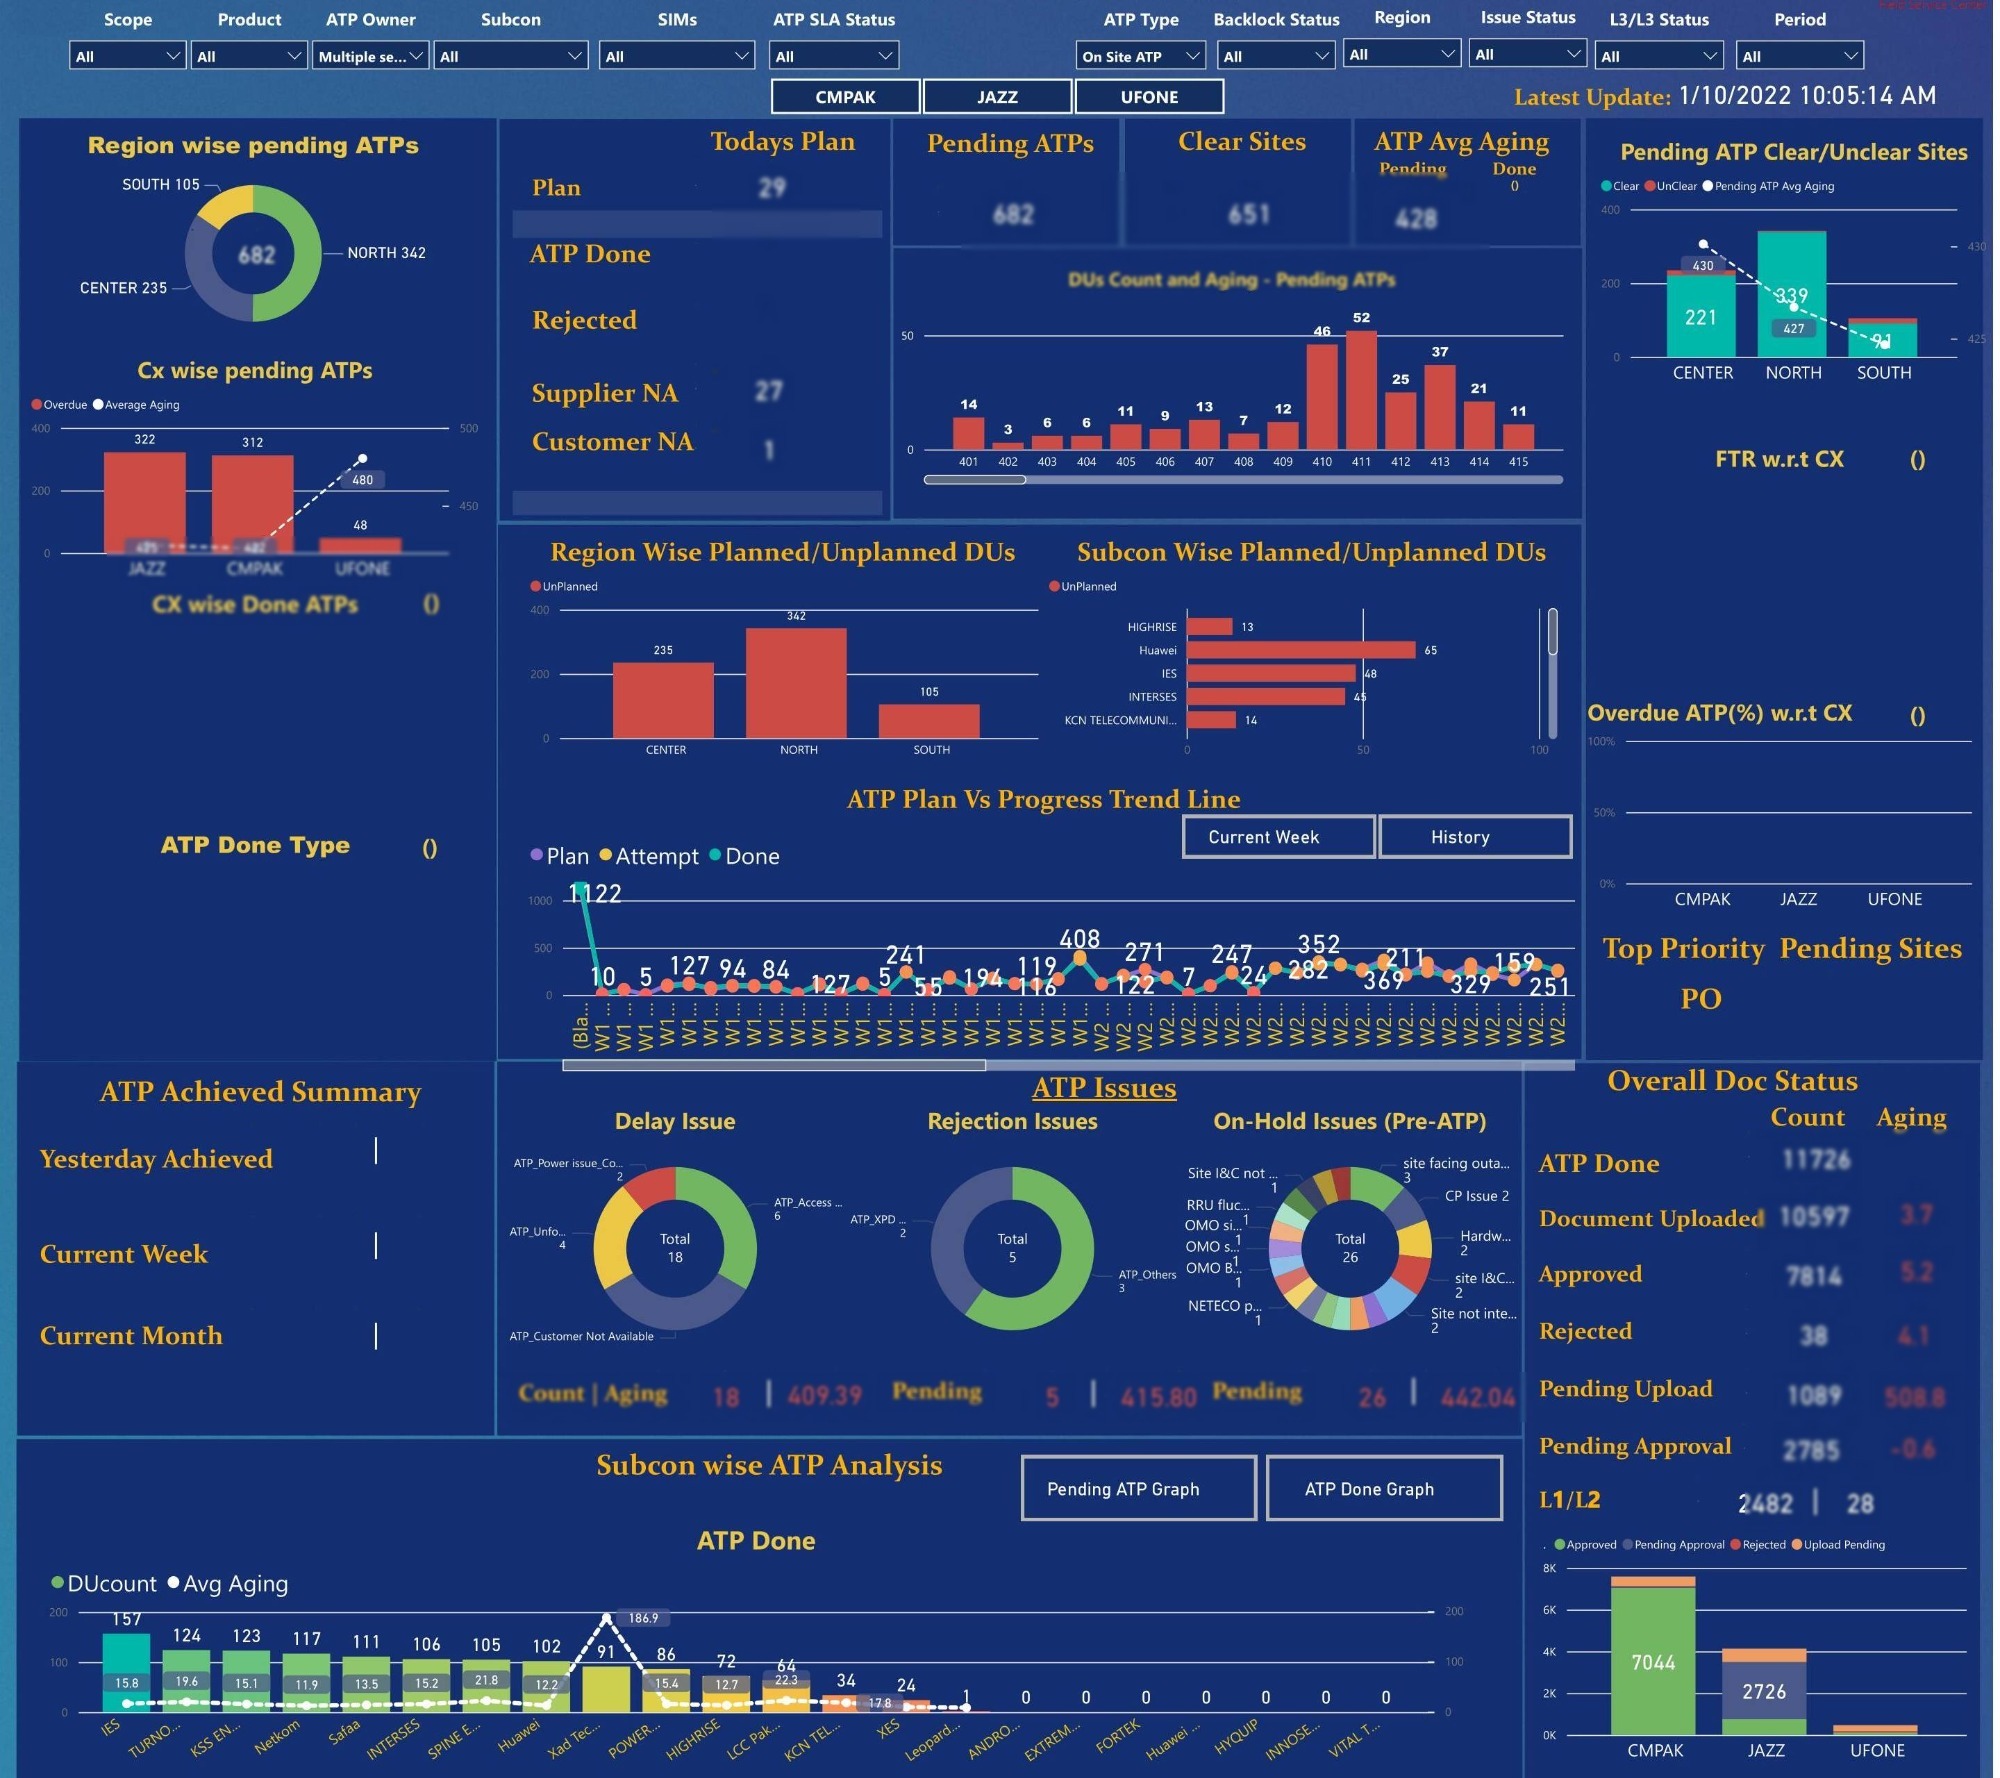 Scope Product ATP Owner Subcon SIMs ATP SLA Status ATP Type Backlock Status Region Issue Status L3/L3 Status Period
All All Multiple se... All All All On Site ATP All All All All All
CMPAK JAZZ UFONE
Latest Update: 1/10/2022 10:05:14 AM
Region wise pending ATPs
SOUTH 105
682
NORTH 342
CENTER 235
Cx wise pending ATPs
Overdue Average Aging
400 500
322 312
480
200 450
48
0
JAZZ CMPAK UFONE
CX wise Done ATPs ()
ATP Done Type ()
Todays Plan
Plan 29
ATP Done
Rejected
Supplier NA 27
Customer NA 1
Pending ATPs
682
Clear Sites
651
ATP Avg Aging
Pending Done
()
428
DUs Count and Aging - Pending ATPs
50
14 3 6 6 11 9 13 7 12 46 52 25 37 21 11
0
401 402 403 404 405 406 407 408 409 410 411 412 413 414 415
Pending ATP Clear/Unclear Sites
Clear UnClear Pending ATP Avg Aging
400
430
430
200
339
221
427
91
425
0
CENTER NORTH SOUTH
FTR w.r.t CX ()
Overdue ATP(%) w.r.t CX ()
100%
50%
0%
CMPAK JAZZ UFONE
Top Priority Pending Sites
PO
Region Wise Planned/Unplanned DUs
UnPlanned
400
342
235
200
105
0
CENTER NORTH SOUTH
Subcon Wise Planned/Unplanned DUs
UnPlanned
HIGHRISE 13
Huawei 65
IES 48
INTERSES 45
KCN TELECOMMUNI... 14
0 50 100
ATP Plan Vs Progress Trend Line
Current Week History
Plan Attempt Done
1000
500
0
1122 10 5 127 94 84 127 5 241 55 194 119 116 408 122 271 7 247 24 282 352 369 211 329 159 251
(Bla... W1 ... W1 ... W1 ... W1... W1... W1... W1... W1... W1... W1... W1... W1... W1... W1... W1... W1... W1... W1... W1... W1... W1... W1... W1... W2 ... W2 ... W2 ... W2... W2... W2... W2... W2... W2... W2... W2... W2... W2... W2... W2... W2... W2... W2... W2... W2... W2... W2...
ATP Achieved Summary
Yesterday Achieved |
Current Week |
Current Month |
ATP Issues
Delay Issue
ATP_Power issue_Co...
2
ATP_Access ...
6
ATP_Unfo...
4
Total
18
ATP_Customer Not Available
Count | Aging 18 | 409.39
Rejection Issues
ATP_XPD ...
2
Total
5
ATP_Others
3
Pending 5 | 415.80
On-Hold Issues (Pre-ATP)
Site I&C not ...
1
RRU fluc...
1
OMO si...
1
OMO s...
1
OMO B...
1
NETECO p...
1
Total
26
site facing outa...
3
CP Issue 2
Hardw...
2
site I&C...
2
Site not inte...
2
Pending 26 | 442.04
Overall Doc Status
Count Aging
ATP Done 11726
Document Uploaded 10597 3.7
Approved 7814 5.2
Rejected 38 4.1
Pending Upload 1089 508.8
Pending Approval 2785 -0.6
L1/L2 2482 | 28
. Approved Pending Approval Rejected Upload Pending
8K
6K
4K
2K
0K
7044
2726
CMPAK JAZZ UFONE
Subcon wise ATP Analysis
Pending ATP Graph ATP Done Graph
ATP Done
DUcount Avg Aging
200 200
100 100
0 0
157 124 123 117 111 106 105 102 91 86 72 64 34 24 1 0 0 0 0 0 0 0
15.8 19.6 15.1 11.9 13.5 15.2 21.8 12.2 186.9 15.4 12.7 22.3 17.8
IES TURNO... KSS EN... Netkom Safaa INTERSES SPINE E... Huawei Xad Tec... POWER... HIGHRISE LCC Pak... KCN TEL... XES Leopard... ANDRO... EXTREM... FORTEK Huawei ... HYQUIP INNOSE... VITAL T...